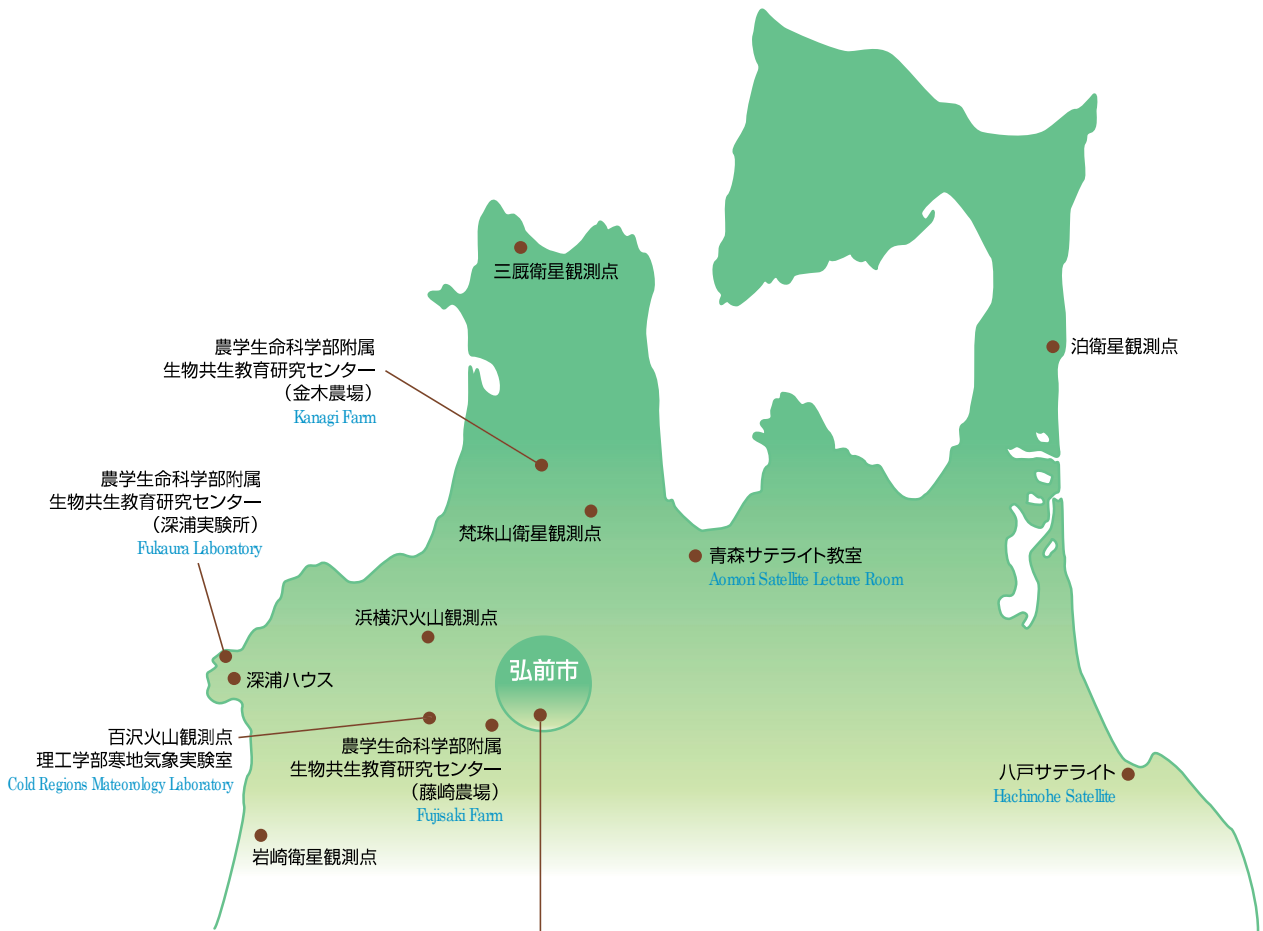 三厩衛星観測点
泊衛星観測点
農学生命科学部附属
生物共生教育研究センター
（金木農場）
Kanagi Farm
農学生命科学部附属
生物共生教育研究センター
（深浦実験所）
Fukaura Laboratory
梵珠山衛星観測点
青森サテライト教室
Aomori Satellite Lecture Room
浜横沢火山観測点
弘前市
深浦ハウス
百沢火山観測点
理工学部寒地気象実験室
Cold Regions Mateorology Laboratory
農学生命科学部附属
生物共生教育研究センター
（藤崎農場）
Fujisaki Farm
八戸サテライト
Hachinohe Satellite
岩崎衛星観測点